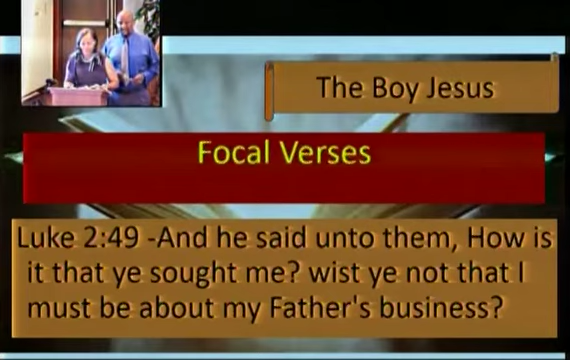 The Boy Jesus
Focal Verses
Luke 2:49 -And he said unto them, How is
it that ye sought me? wist ye not that I
must be about my Father's business?